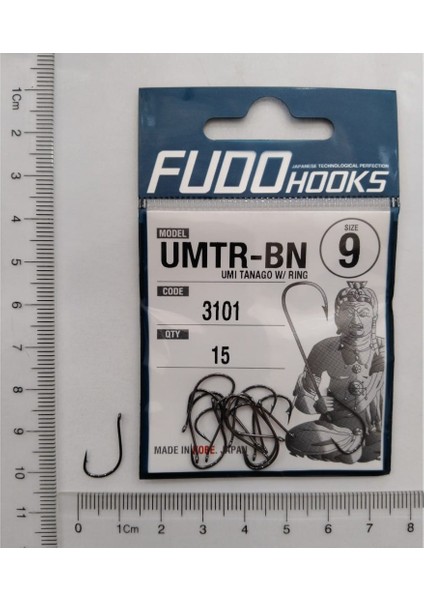 FUDO HOOKS
JAPANESE TECHNOLOGICAL PERFECTION
MODEL
UMTR-BN
UMI TANAGO W/ RING
SIZE
9
CODE
3101
QTY
15
MADE IN KOBE, JAPAN
1Cm
2
3
4
5
6
7
8
9
10
11
0 1Cm 2 3 4 5 6 7 8